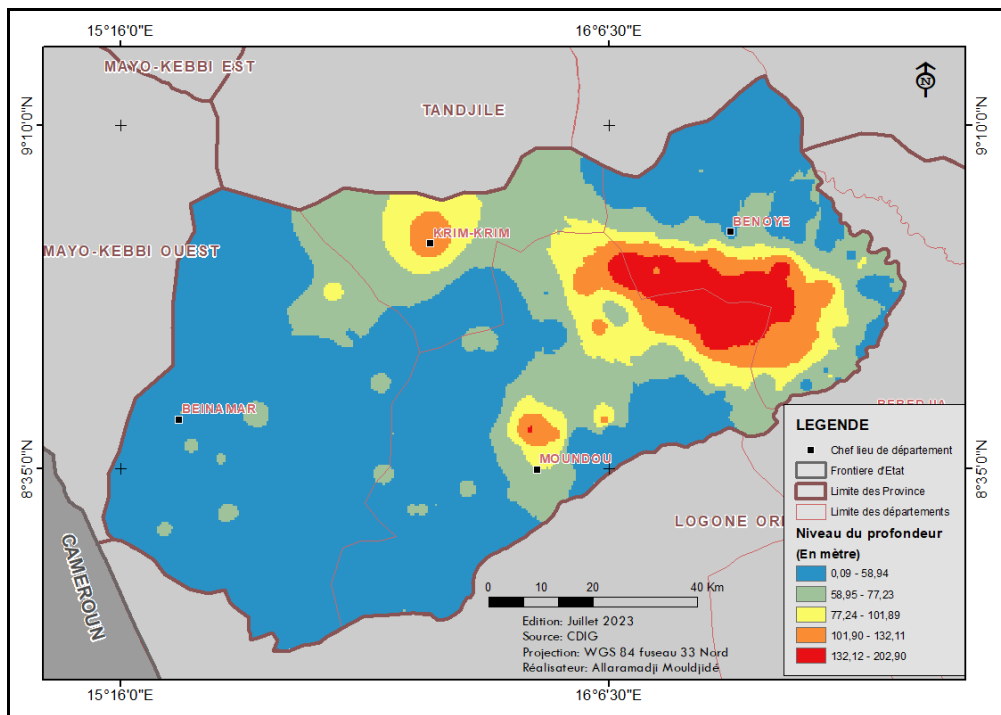 15°16'0"E
16°6'30"E
MAYO-KEBBI EST
TANDJILE
N
9°10'0"N
9°10'0"N
KRIM-KRIM
BENOYE
MAYO-KEBBI OUEST
BEINAMAR
MOUNDOU
8°35'0"N
8°35'0"N
LOGONE ORI
CAMEROUN
LEGENDE
Chef lieu de département
Frontiere d'Etat
Limite des Province
Limite des départements
Niveau du profondeur
(En mètre)
0,09 - 58,94
58,95 - 77,23
77,24 - 101,89
101,90 - 132,11
132,12 - 202,90
0 10 20 40 Km
Edition: Juillet 2023
Source: CDIG
Projection: WGS 84 fuseau 33 Nord
Réalisateur: Allaramadji Mouldjidé
15°16'0"E
16°6'30"E